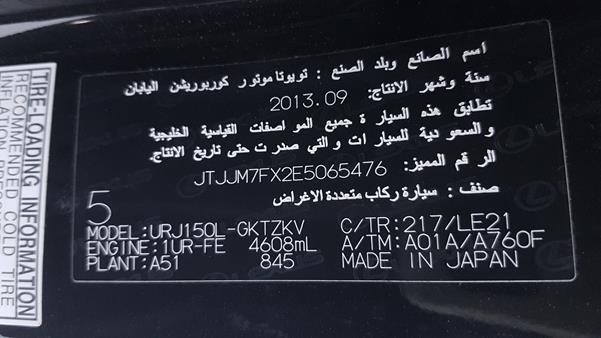 اسم الصانع وبلد الصنع : تويوتا موتور كوربوريشن اليابان
سنة وشهر الانتاج: 2013.09
تطابق هذه السيارة جميع المواصفات القياسية الخليجية
والسعودية للسيارات والتي صدرت حتى تاريخ الانتاج.
الرقم المميز: JTJJM7FX2E5065476
صنف : سيارة ركاب متعددة الاغراض
5
MODEL:URJ150L-GKTZKV C/TR:217/LE21
ENGINE:1UR-FE 4608mL A/TM:A01A/A760F
PLANT:A51 845 MADE IN JAPAN
TIRE-LOADING INFORMATION
RECOMMENDED COLD TIRE